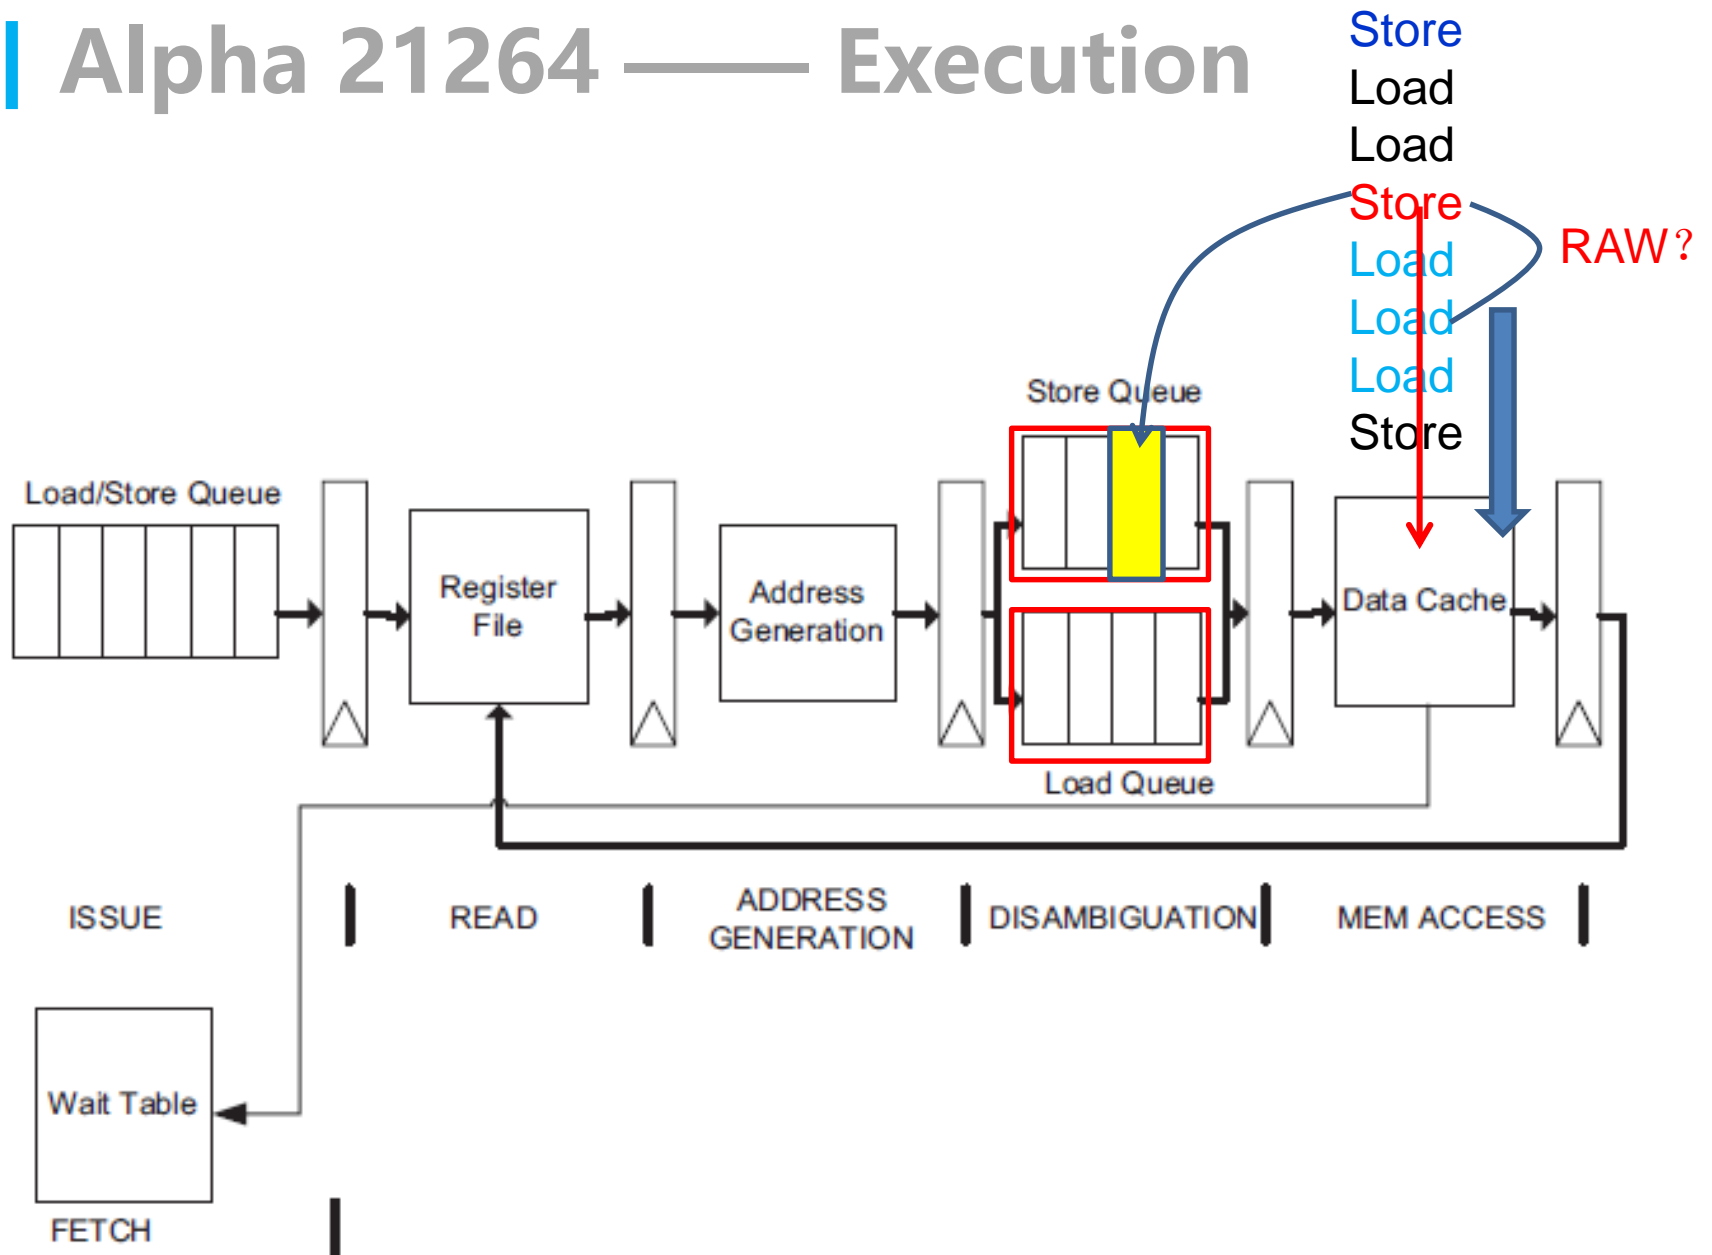 Alpha 21264 —— Execution
Store
Load
Load
Store
Load
Load
Load
Store
RAW？
Store Queue
Load/Store Queue
Register
File
Address
Generation
Data Cache
Load Queue
ISSUE
READ
ADDRESS
GENERATION
DISAMBIGUATION
MEM ACCESS
Wait Table
FETCH